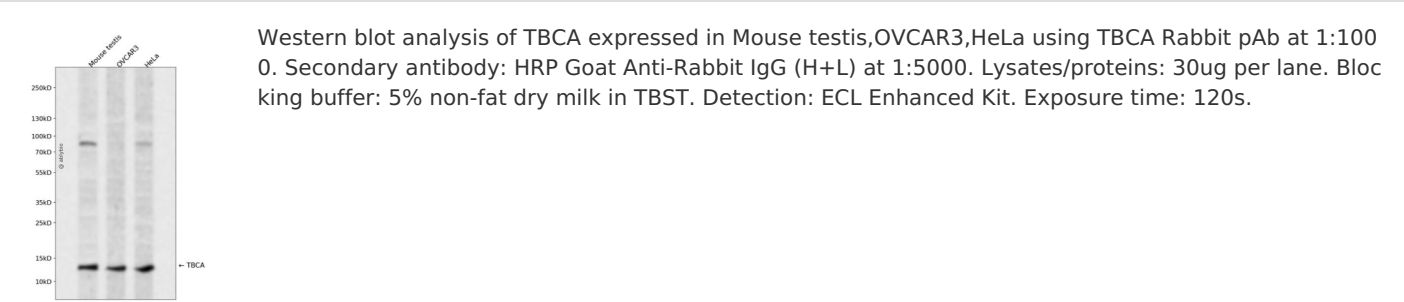 Mouse testis
OVCAR3
HeLa
250kD
130kD
100kD
70kD
55kD
35kD
25kD
15kD
10kD
← TBCA
Western blot analysis of TBCA expressed in Mouse testis,OVCAR3,HeLa using TBCA Rabbit pAb at 1:100
0. Secondary antibody: HRP Goat Anti-Rabbit IgG (H+L) at 1:5000. Lysates/proteins: 30ug per lane. Bloc
king buffer: 5% non-fat dry milk in TBST. Detection: ECL Enhanced Kit. Exposure time: 120s.